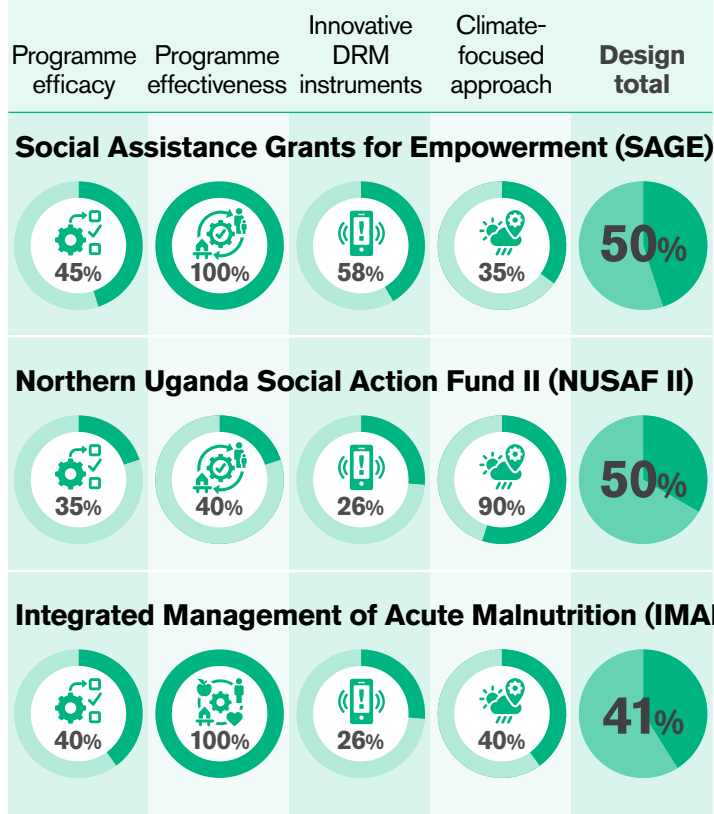 Programme efficacy
Programme effectiveness
Innovative DRM instruments
Climate-focused approach
Design total
Social Assistance Grants for Empowerment (SAGE)
45%
100%
58%
35%
50%
Northern Uganda Social Action Fund II (NUSAF II)
35%
40%
26%
90%
50%
Integrated Management of Acute Malnutrition (IMA
40%
100%
26%
40%
41%